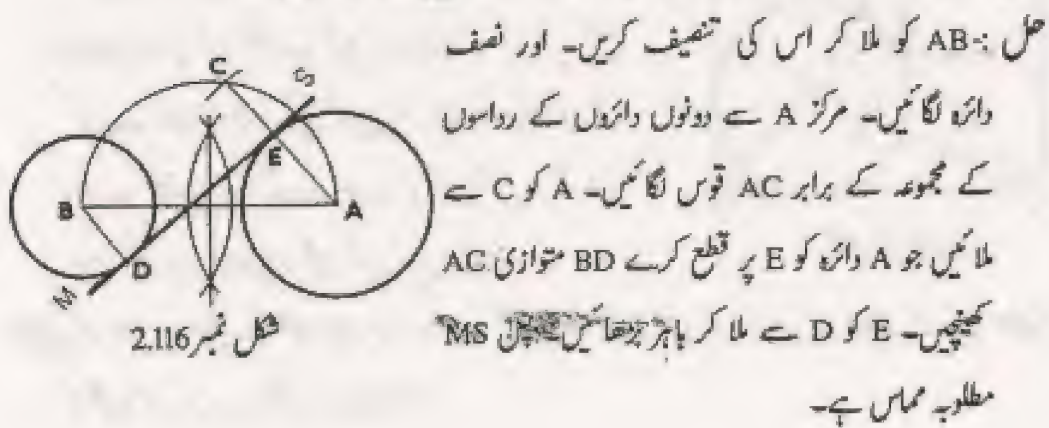 حل :- AB کو ملا کر اس کی تنصیف کریں۔ اور نصف
دائرہ لگائیں۔ مرکز A سے دونوں دائروں کے رداسوں
کے مجموعہ کے برابر AC قوس لگائیں۔ A کو C سے
ملائیں جو A دائرہ کو E پر قطع کرے BD متوازی AC
کھینچیں۔ E کو D سے ملا کر باہر بڑھائیں MS
مطلوبہ مماس ہے۔
C
S
E
B
A
D
M
شکل نمبر 2.116